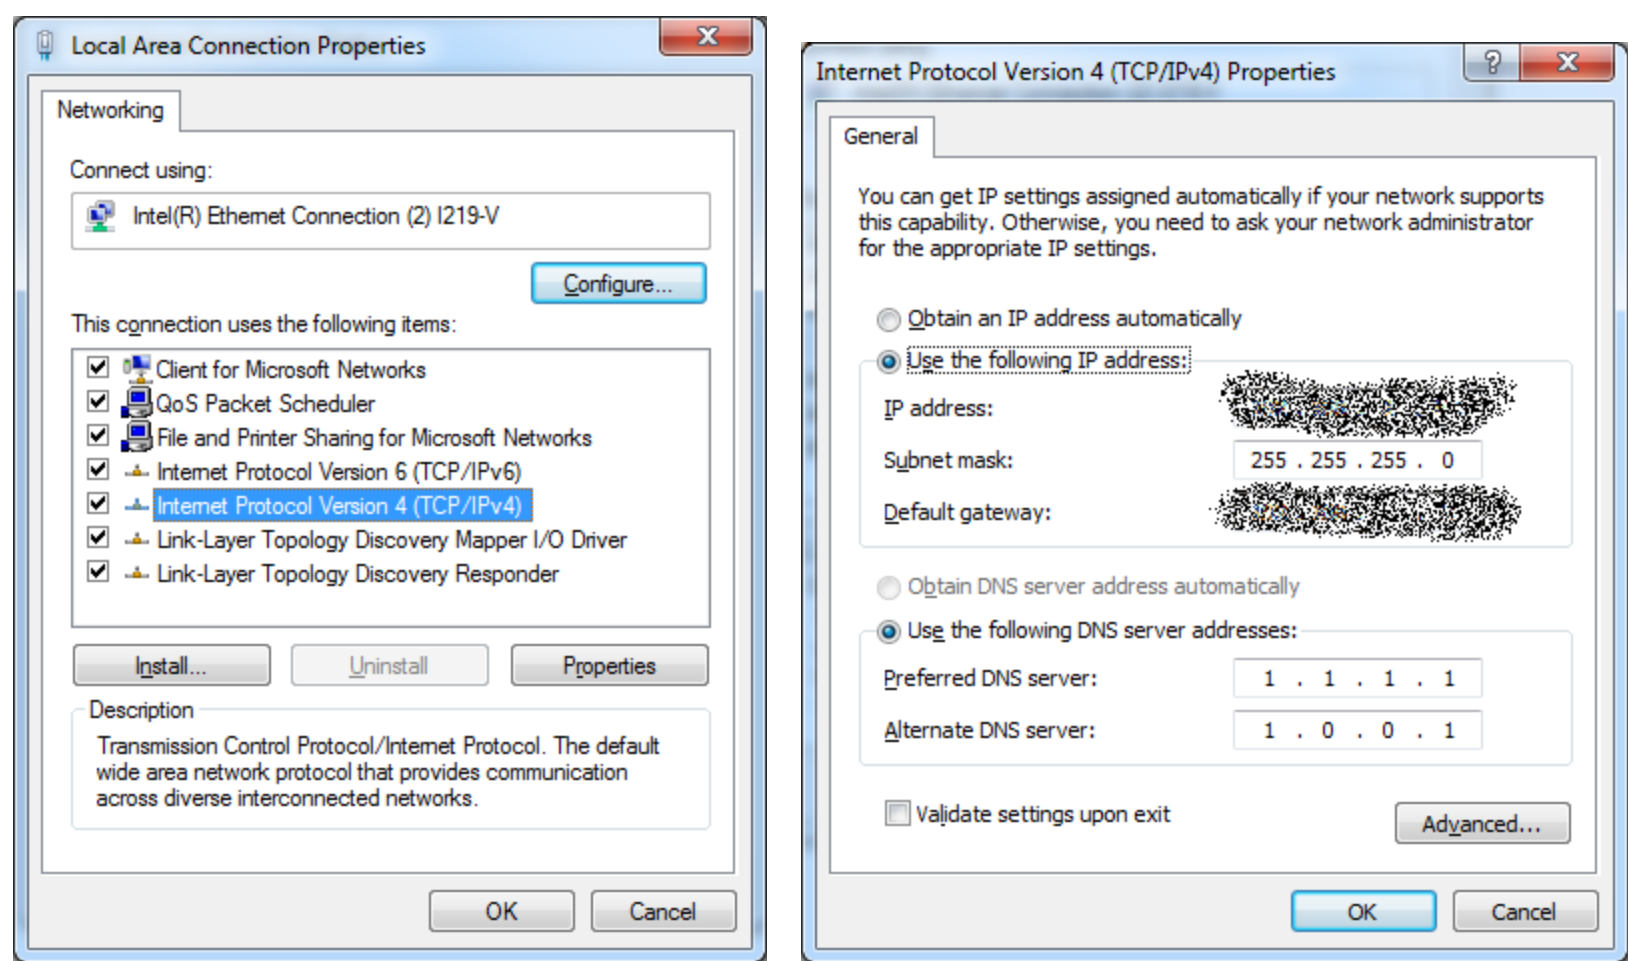 Local Area Connection Properties
Networking
Connect using:
Intel(R) Ethernet Connection (2) I219-V
Configure...
This connection uses the following items:
Client for Microsoft Networks
QoS Packet Scheduler
File and Printer Sharing for Microsoft Networks
Internet Protocol Version 6 (TCP/IPv6)
Internet Protocol Version 4 (TCP/IPv4)
Link-Layer Topology Discovery Mapper I/O Driver
Link-Layer Topology Discovery Responder
Install...
Uninstall
Properties
Description
Transmission Control Protocol/Internet Protocol. The default
wide area network protocol that provides communication
across diverse interconnected networks.
OK
Cancel
Internet Protocol Version 4 (TCP/IPv4) Properties
General
You can get IP settings assigned automatically if your network supports
this capability. Otherwise, you need to ask your network administrator
for the appropriate IP settings.
Obtain an IP address automatically
Use the following IP address:
IP address:
Subnet mask: 255 . 255 . 255 . 0
Default gateway:
Obtain DNS server address automatically
Use the following DNS server addresses:
Preferred DNS server: 1 . 1 . 1 . 1
Alternate DNS server: 1 . 0 . 0 . 1
Validate settings upon exit
Advanced...
OK
Cancel